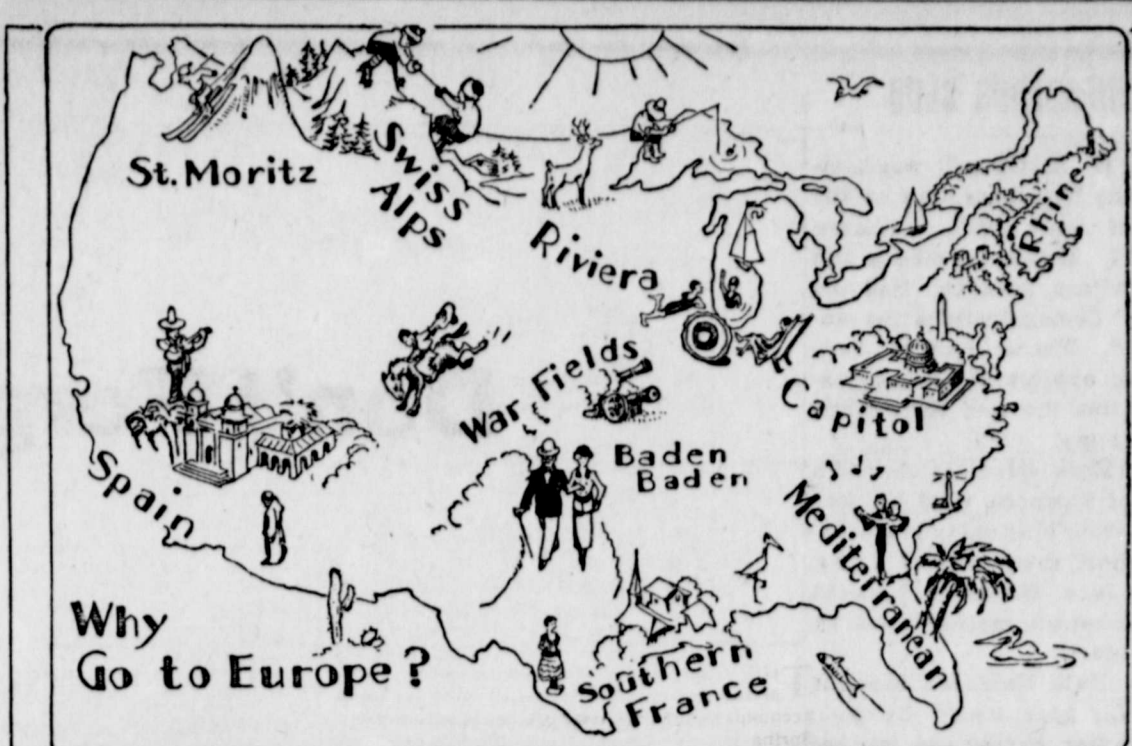 St. Moritz
Swiss
Alps
Riviera
Rhine
War Fields
Capitol
Baden
Baden
Spain
Mediterranean
Why
Go to Europe?
Southern
France